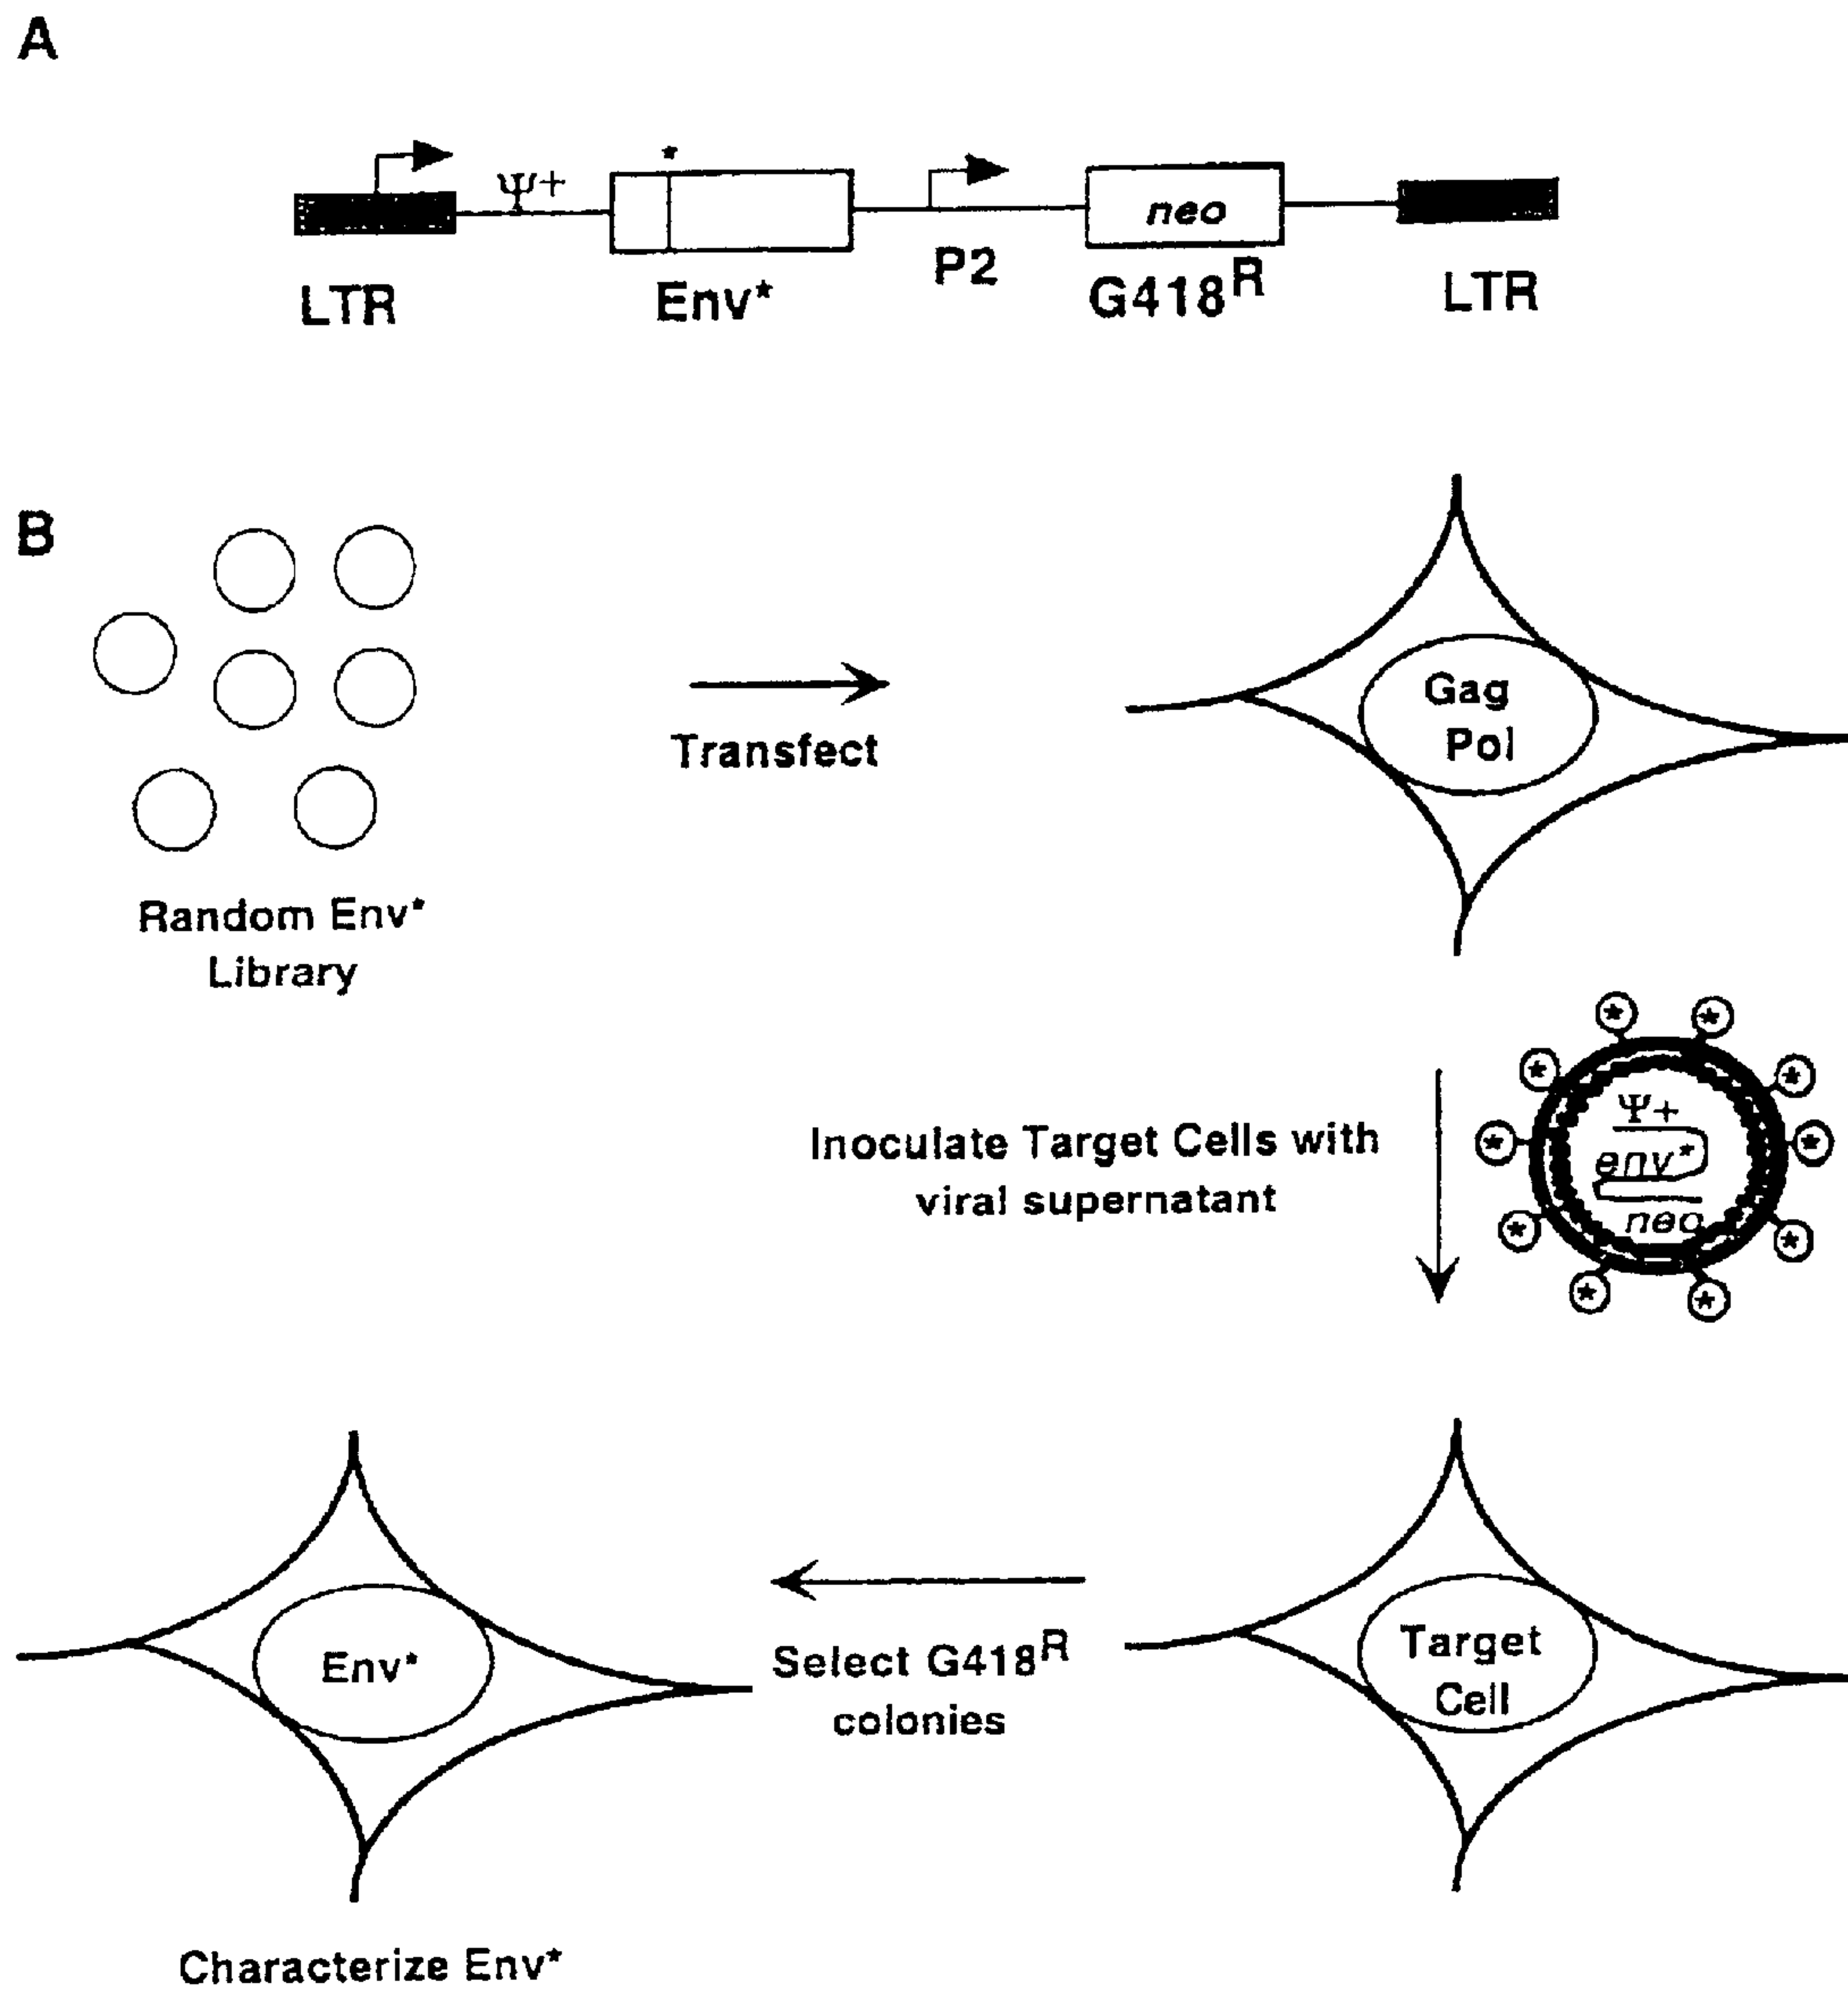 A
*
Ψ+
neo
P2
LTR
Env*
G418R
LTR
B
Gag
Pol
Transfect
Random Env*
Library
* *
* *
Ψ+
Inoculate Target Cells with
viral supernatant
* env* *
neo
* *
* *
Env*
Target
Cell
Select G418R
colonies
Characterize Env*